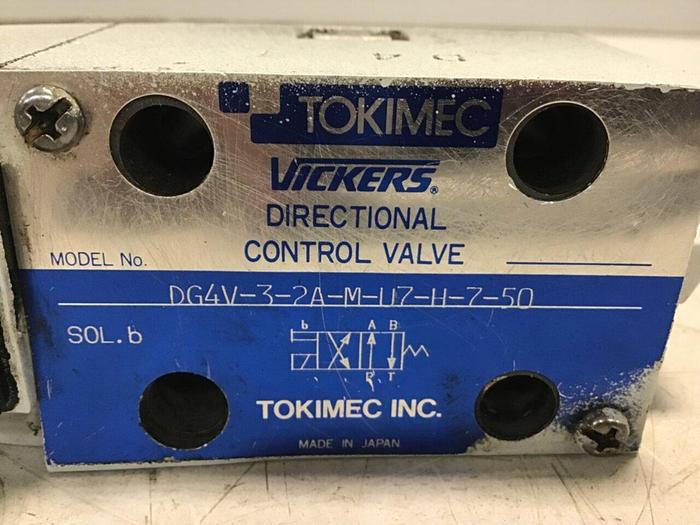 TOKIMEC
VICKERS®
DIRECTIONAL
CONTROL VALVE
MODEL No.
DG4V-3-2A-M-U7-H-7-50
SOL.b
b A B
P T
TOKIMEC INC.
MADE IN JAPAN